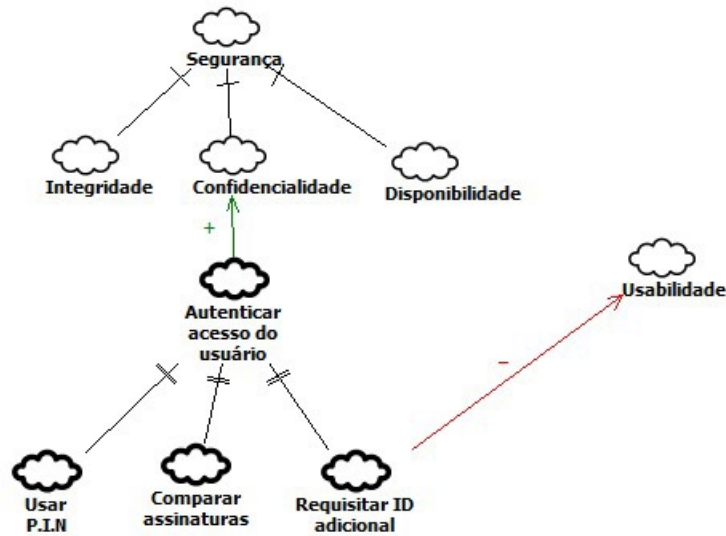 Segurança
Integridade
Confidencialidade
Disponibilidade
+
Autenticar
acesso do
usuário
Usabilidade
-
Usar
P.I.N
Comparar
assinaturas
Requisitar ID
adicional